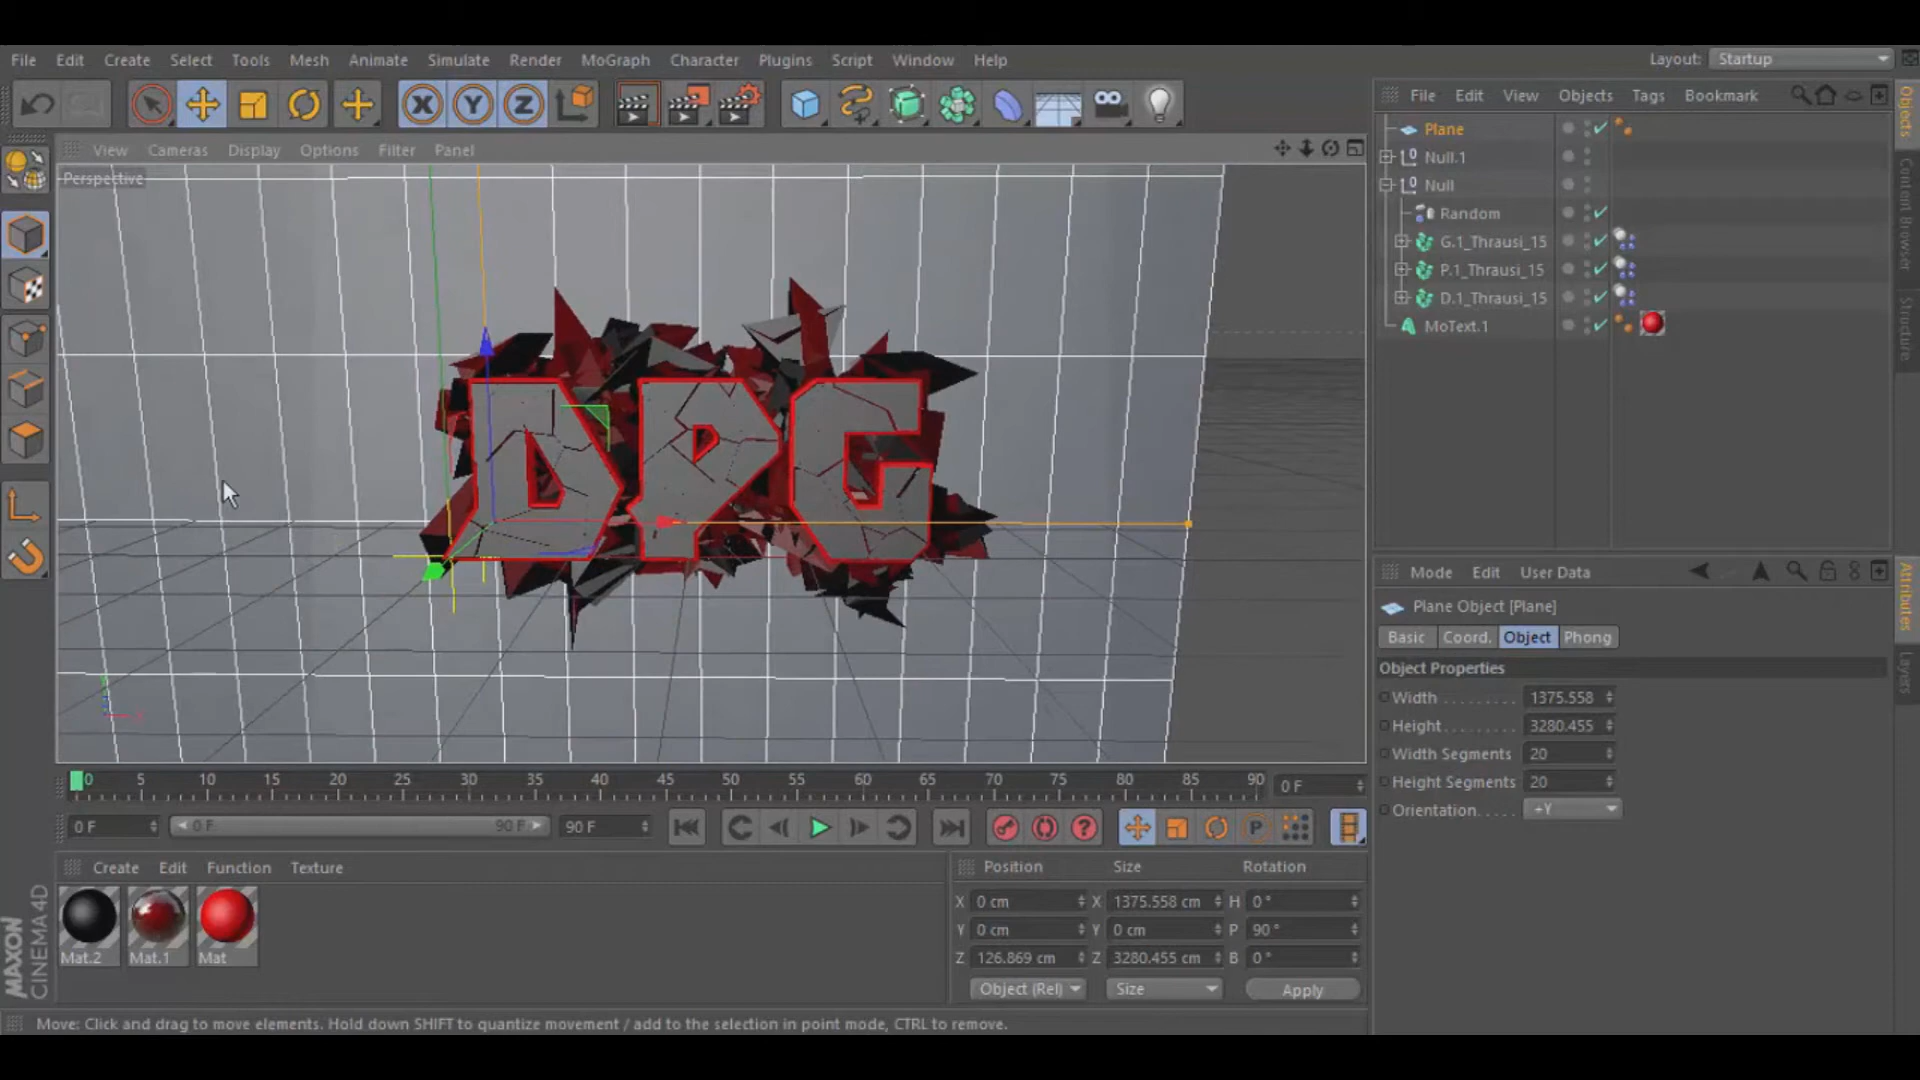 File Edit Create Select Tools Mesh Animate Simulate Render MoGraph Character Plugins Script Window Help
Layout: Startup
X Y Z
File Edit View Objects Tags Bookmark
View Cameras Display Options Filter Panel
Perspective
Plane
Null.1
Null
Random
G.1_Thrausi_15
P.1_Thrausi_15
D.1_Thrausi_15
MoText.1
Objects
Content Browser
Structure
DPG
Mode Edit User Data
Plane Object [Plane]
Basic Coord. Object Phong
Object Properties
Width 1375.558
Height 3280.455
Width Segments 20
Height Segments 20
Orientation +Y
Attributes
Layers
0 5 10 15 20 25 30 35 40 45 50 55 60 65 70 75 80 85 90 0 F
0 F 0 F 90 F 90 F
P
Create Edit Function Texture
Mat.2 Mat.1 Mat
Position Size Rotation
X 0 cm X 1375.558 cm H 0 °
Y 0 cm Y 0 cm P 90 °
Z 126.869 cm Z 3280.455 cm B 0 °
Object (Rel) Size Apply
MAXON
CINEMA 4D
Move: Click and drag to move elements. Hold down SHIFT to quantize movement / add to the selection in point mode, CTRL to remove.